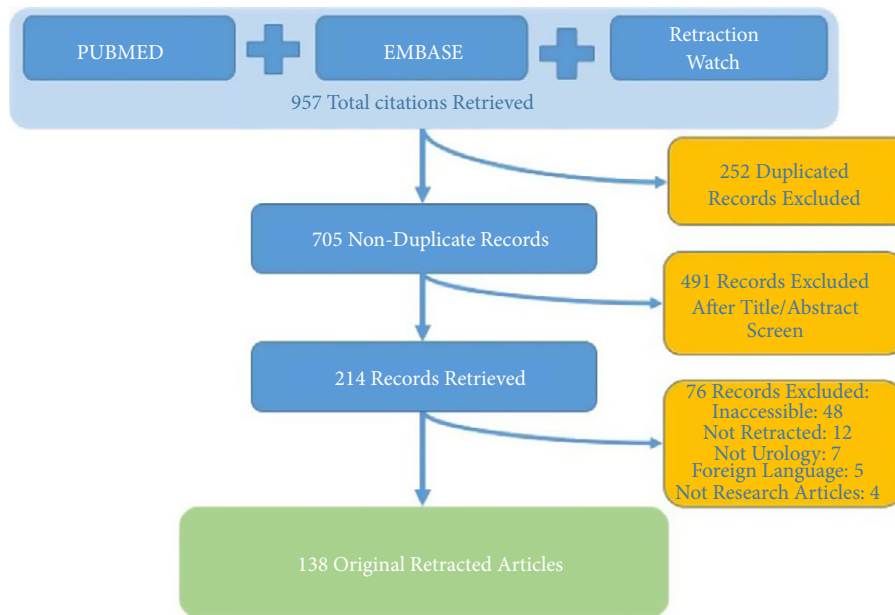 PUBMED
EMBASE
Retraction
Watch
957 Total citations Retrieved
252 Duplicated
Records Excluded
705 Non-Duplicate Records
491 Records Excluded
After Title/Abstract
Screen
214 Records Retrieved
76 Records Excluded:
Inaccessible: 48
Not Retracted: 12
Not Urology: 7
Foreign Language: 5
Not Research Articles: 4
138 Original Retracted Articles